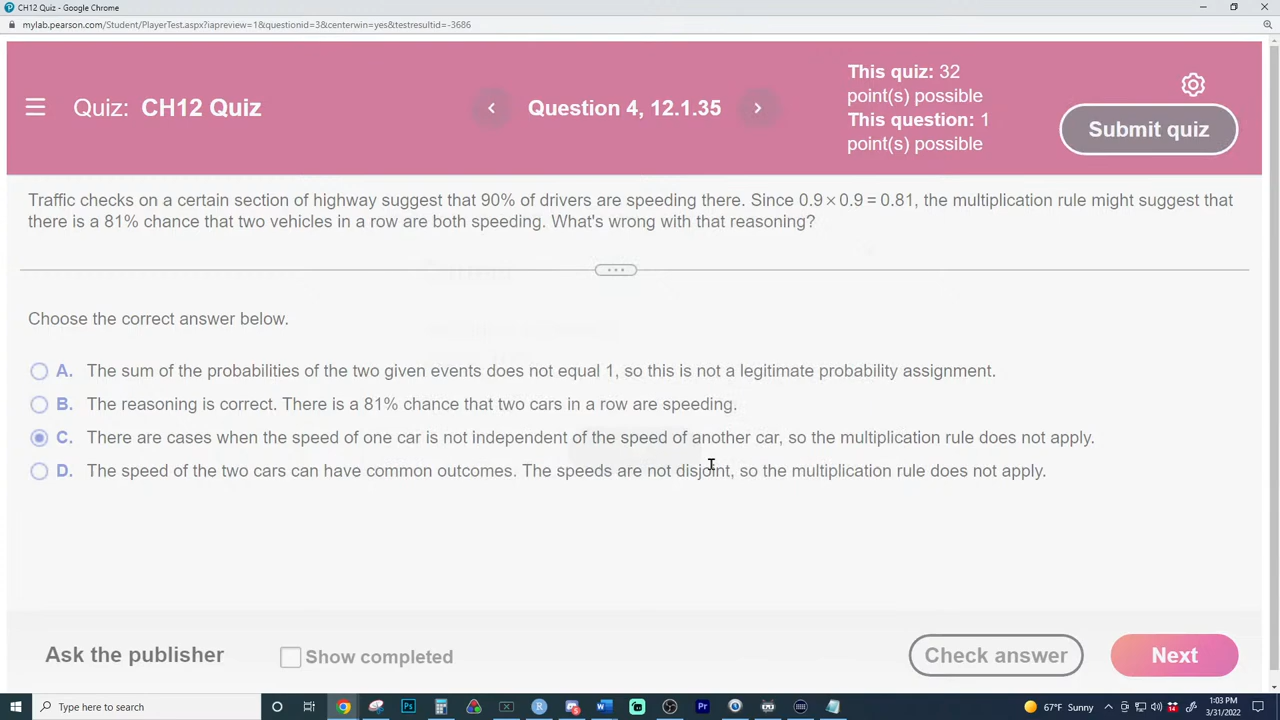 CH12 Quiz - Google Chrome
mylab.pearson.com/Student/PlayerTest.aspx?iapreview=1&questionid=3&centerwin=yes&testresultid=-3686
Quiz: CH12 Quiz
Question 4, 12.1.35
This quiz: 32
point(s) possible
This question: 1
point(s) possible
Submit quiz
Traffic checks on a certain section of highway suggest that 90% of drivers are speeding there. Since 0.9 × 0.9 = 0.81, the multiplication rule might suggest that
there is a 81% chance that two vehicles in a row are both speeding. What's wrong with that reasoning?
Choose the correct answer below.
A. The sum of the probabilities of the two given events does not equal 1, so this is not a legitimate probability assignment.
B. The reasoning is correct. There is a 81% chance that two cars in a row are speeding.
C. There are cases when the speed of one car is not independent of the speed of another car, so the multiplication rule does not apply.
D. The speed of the two cars can have common outcomes. The speeds are not disjoint, so the multiplication rule does not apply.
Ask the publisher
Show completed
Check answer
Next
Type here to search
Ps
R
W
Pr
67°F Sunny
1:03 PM
3/31/2022